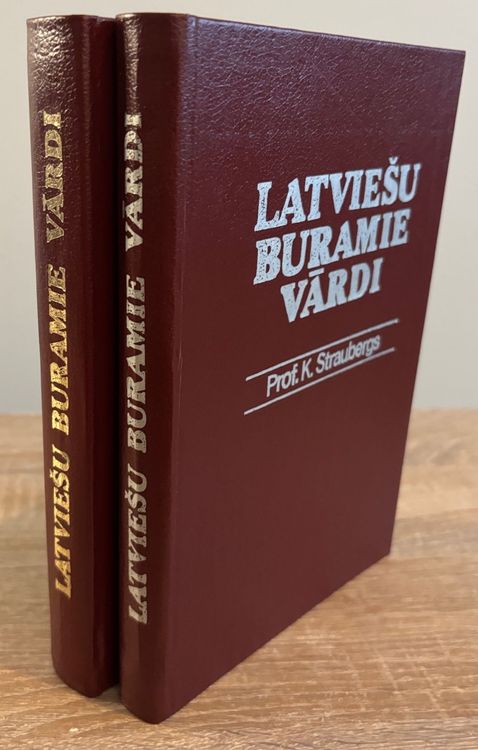 LATVIEŠU BURAMIE VĀRDI
LATVIEŠU BURAMIE VĀRDI
LATVIEŠU
BURAMIE
VĀRDI
Prof. K. Straubergs